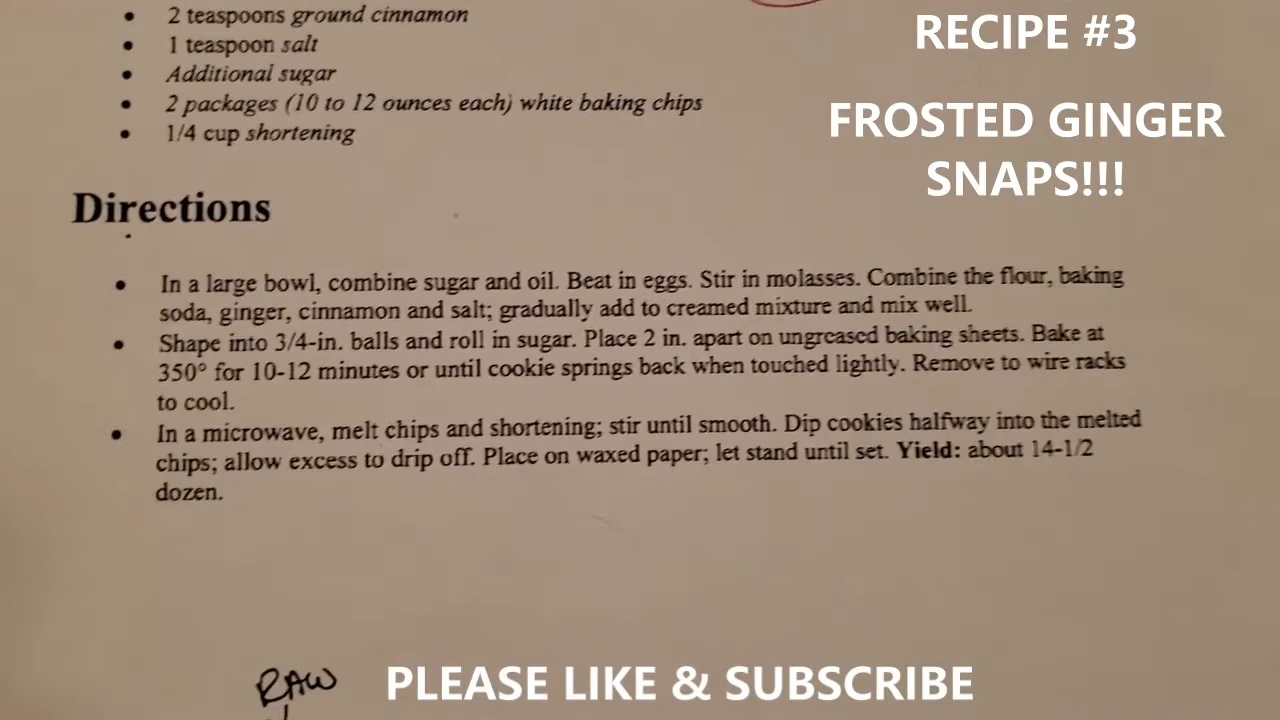 • 2 teaspoons ground cinnamon
• 1 teaspoon salt
• Additional sugar
• 2 packages (10 to 12 ounces each) white baking chips
• 1/4 cup shortening
RECIPE #3
FROSTED GINGER
SNAPS!!!
Directions
• In a large bowl, combine sugar and oil. Beat in eggs. Stir in molasses. Combine the flour, baking
soda, ginger, cinnamon and salt; gradually add to creamed mixture and mix well.
• Shape into 3/4-in. balls and roll in sugar. Place 2 in. apart on ungreased baking sheets. Bake at
350° for 10-12 minutes or until cookie springs back when touched lightly. Remove to wire racks
to cool.
• In a microwave, melt chips and shortening; stir until smooth. Dip cookies halfway into the melted
chips; allow excess to drip off. Place on waxed paper; let stand until set. Yield: about 14-1/2
dozen.
RAW
PLEASE LIKE & SUBSCRIBE